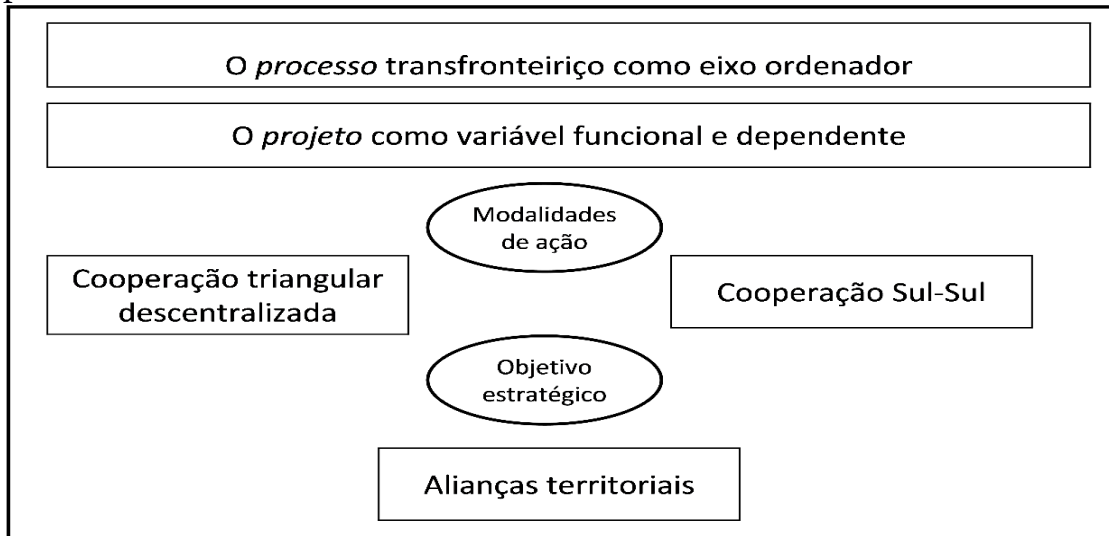 O processo transfronteiriço como eixo ordenador
O projeto como variável funcional e dependente
Modalidades
de ação
Cooperação triangular
descentralizada
Cooperação Sul-Sul
Objetivo
estratégico
Alianças territoriais